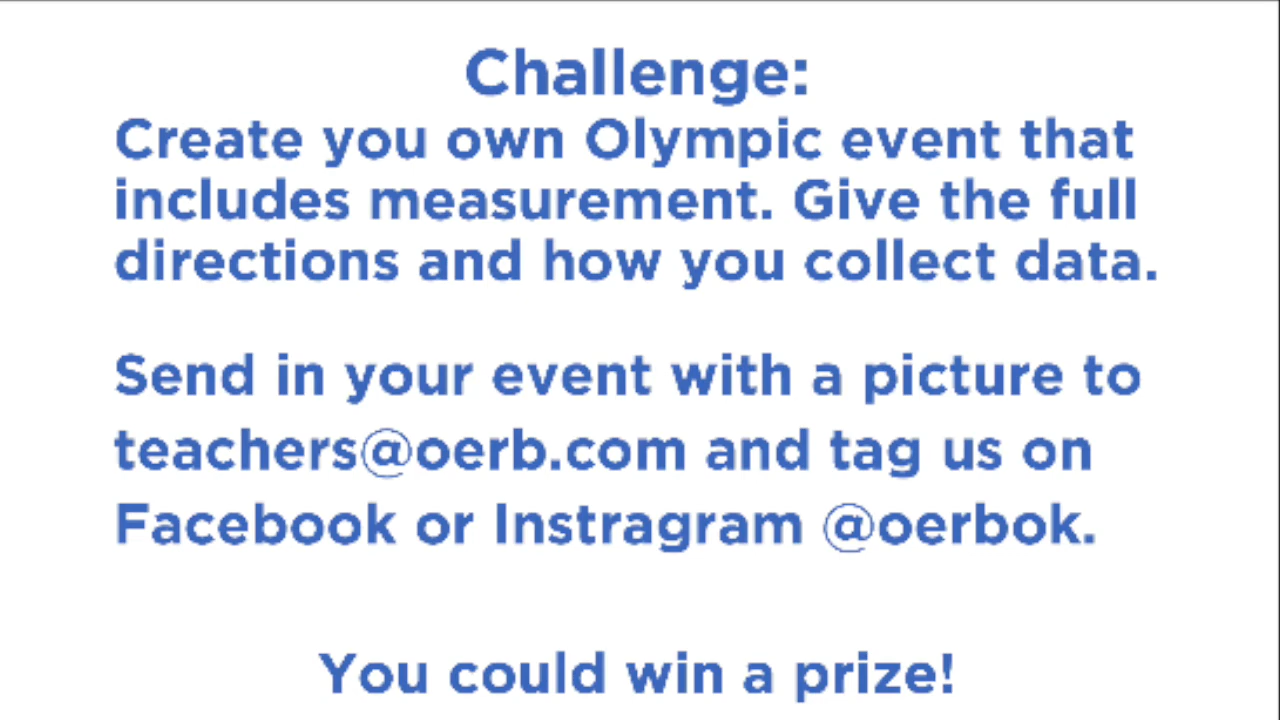 Challenge:
Create you own Olympic event that
includes measurement. Give the full
directions and how you collect data.
Send in your event with a picture to
teachers@oerb.com and tag us on
Facebook or Instragram @oerbok.
You could win a prize!